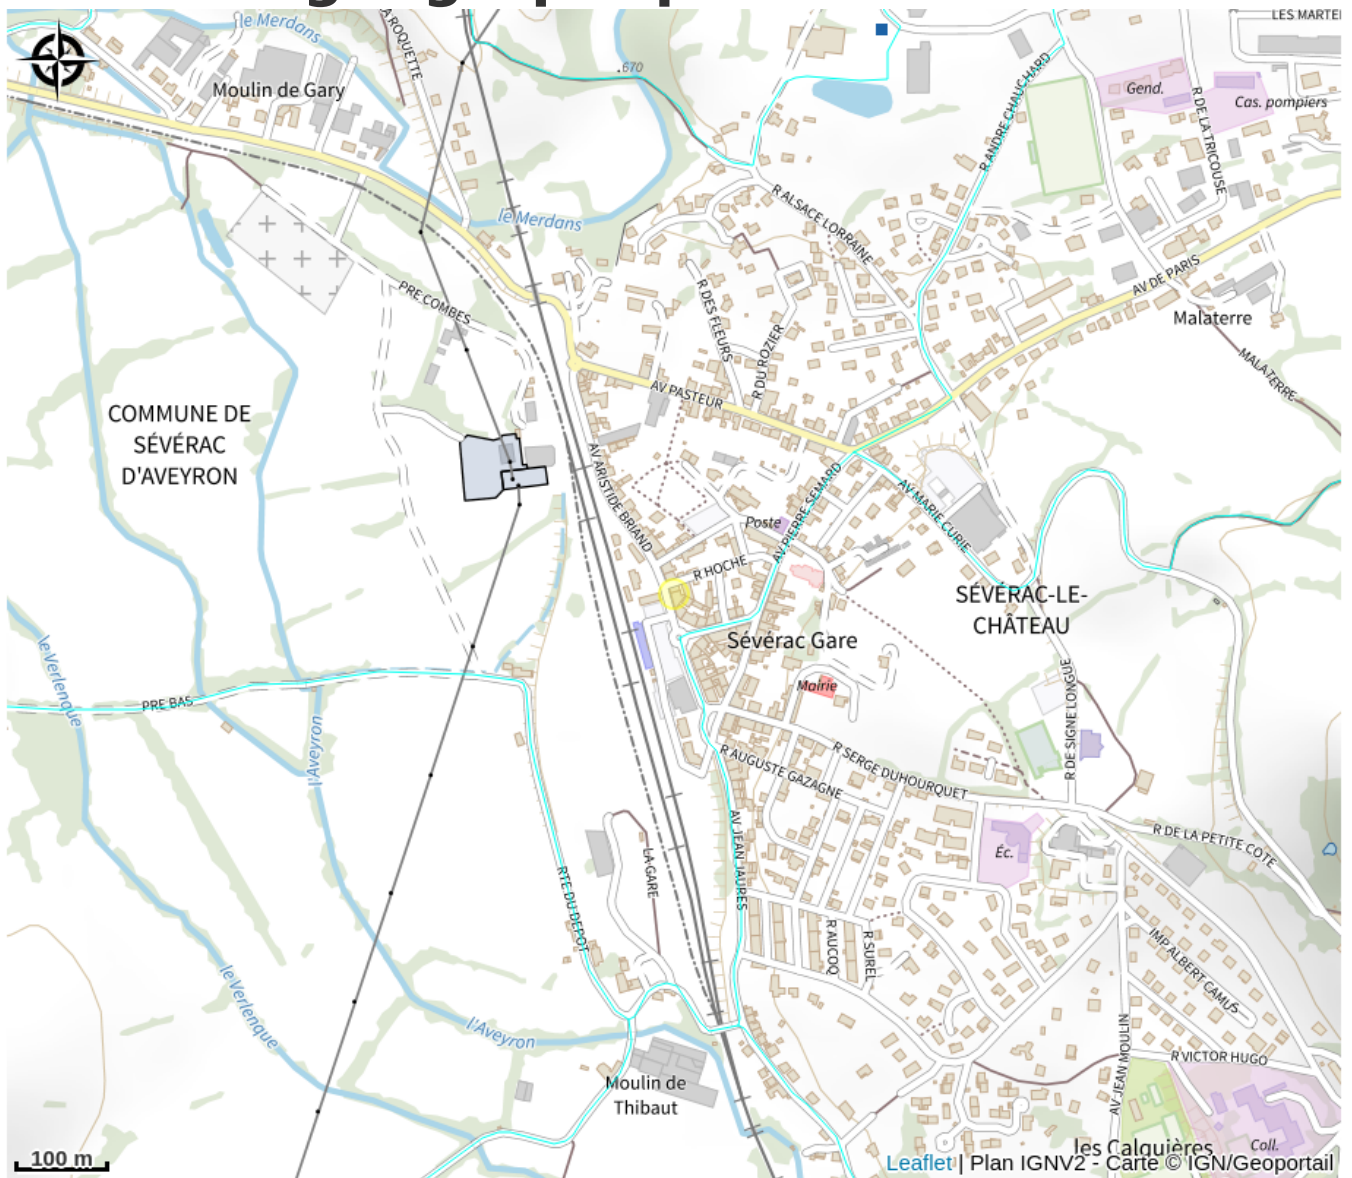 le Merdans
LES MARTE
A ROQUETTE
.670
Moulin de Gary
Gend.
Cas. pompiers
R ANDRE CHAUCHARD
R DE LA TRICOUSE
le Merdans
R ALSACE LORRAINE
AV DE PARIS
PRE COMBES
R DES FLEURS
R DU ROZIER
Malaterre
MALATERRE
AV PASTEUR
COMMUNE DE
SÉVÉRAC
D'AVEYRON
AV ARISTIDE BRIAND
AV PIERRE SEMARD
AV MARIE CURIE
Poste
R HOCHE
SÉVÉRAC-LE-
CHÂTEAU
Sévérac Gare
le Verlenque
Mairie
PRE BAS
l'Aveyron
R DE SIGNE LONGUE
R AUGUSTE GAZAGNE
R SERGE DUHOURQUET
AV JEAN JAURES
R DE LA PETITE COTE
Éc.
LA GARE
RTE DU DEPOT
R AUCOQ
R SUREL
IMP ALBERT CAMUS
le Verlenque
l'Aveyron
AV JEAN MOULIN
R VICTOR HUGO
Moulin de
Thibaut
les Calquières
Coll.
100 m
Leaflet | Plan IGNV2 - Carte © IGN/Geoportail